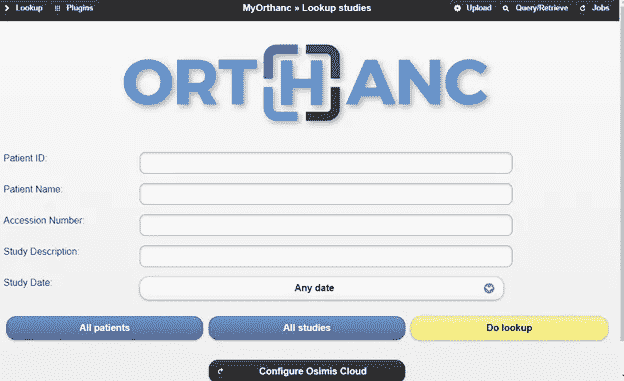 Lookup Plugins MyOrthanc » Lookup studies Upload Query/Retrieve Jobs
ORTHANC
Patient ID:
Patient Name:
Accession Number:
Study Description:
Study Date: Any date
All patients All studies Do lookup
Configure Osimis Cloud